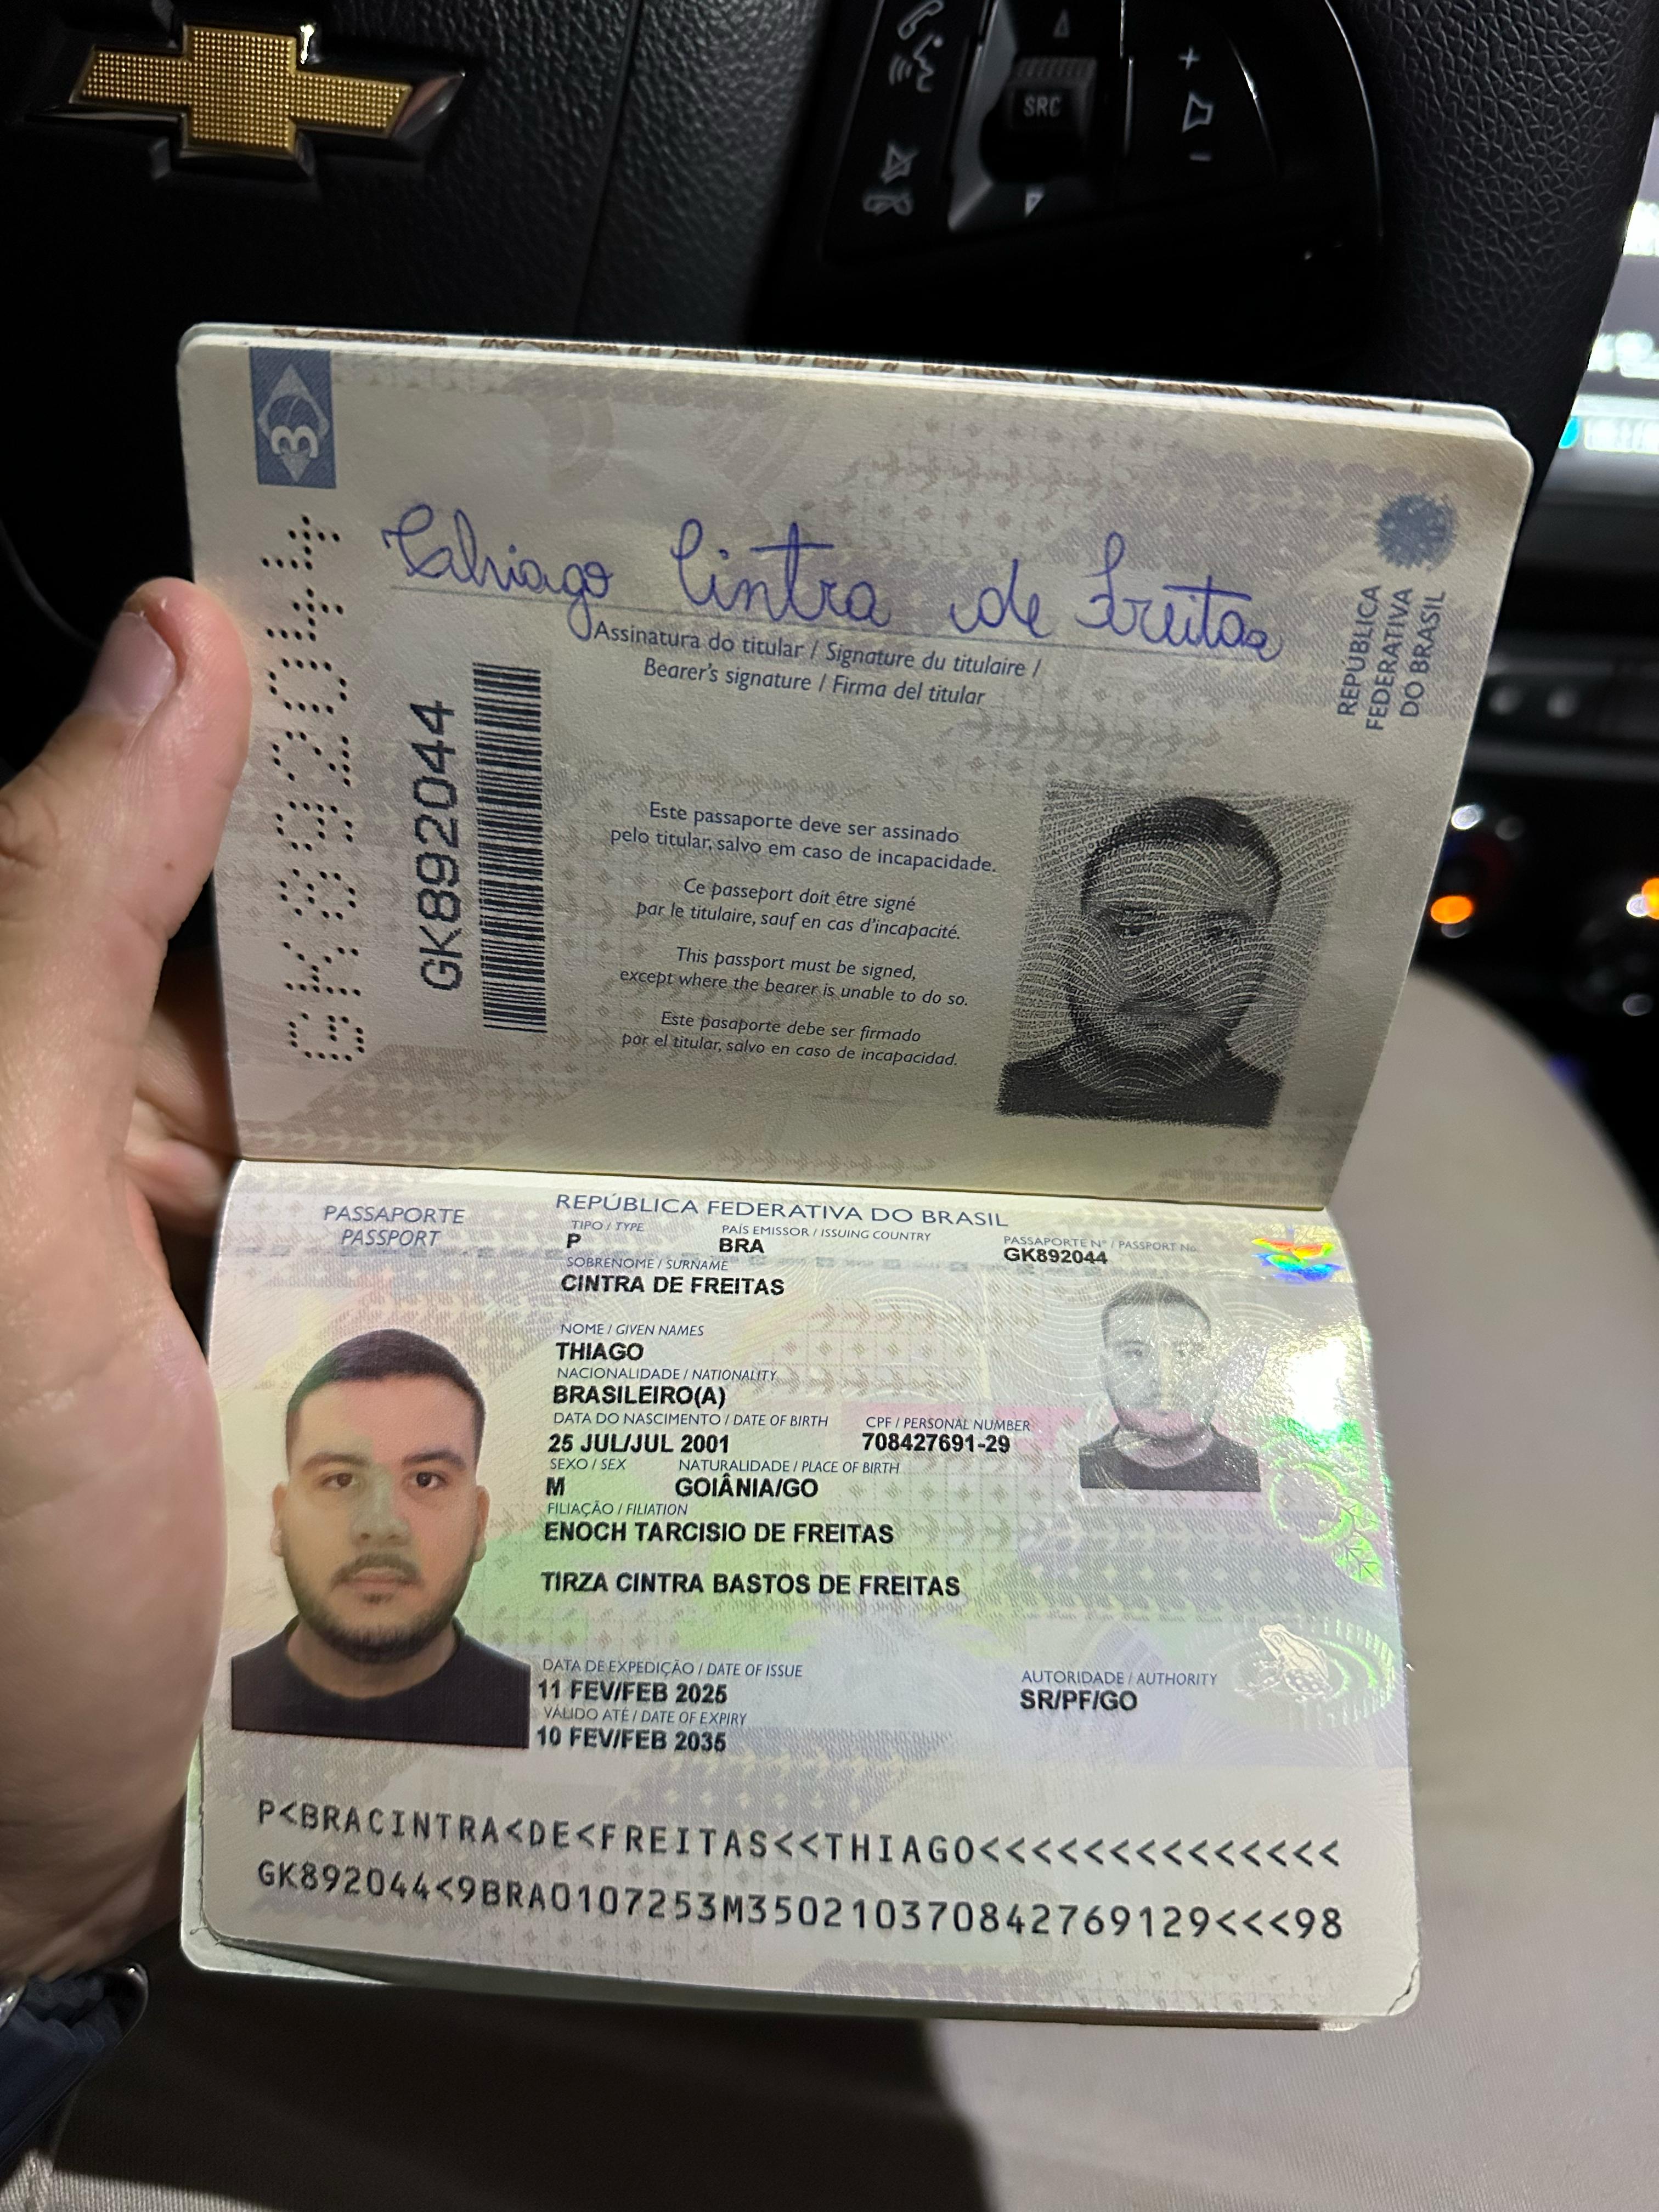 SRC
3
GK892044
Thiago Cintra de Freitas
Assinatura do titular / Signature du titulaire /
Bearer's signature / Firma del titular
REPÚBLICA
FEDERATIVA
DO BRASIL
GK892044
Este passaporte deve ser assinado
pelo titular, salvo em caso de incapacidade.
Ce passeport doit être signé
par le titulaire, sauf en cas d'incapacité.
This passport must be signed,
except where the bearer is unable to do so.
Este pasaporte debe ser firmado
por el titular, salvo en caso de incapacidad.
PASSAPORTE
PASSPORT
REPÚBLICA FEDERATIVA DO BRASIL
TIPO / TYPE PAÍS EMISSOR / ISSUING COUNTRY PASSAPORTE Nº / PASSPORT No.
P BRA GK892044
SOBRENOME / SURNAME
CINTRA DE FREITAS
NOME / GIVEN NAMES
THIAGO
NACIONALIDADE / NATIONALITY
BRASILEIRO(A)
DATA DO NASCIMENTO / DATE OF BIRTH CPF / PERSONAL NUMBER
25 JUL/JUL 2001 708427691-29
SEXO / SEX NATURALIDADE / PLACE OF BIRTH
M GOIÂNIA/GO
FILIAÇÃO / FILIATION
ENOCH TARCISIO DE FREITAS
TIRZA CINTRA BASTOS DE FREITAS
DATA DE EXPEDIÇÃO / DATE OF ISSUE AUTORIDADE / AUTHORITY
11 FEV/FEB 2025 SR/PF/GO
VÁLIDO ATÉ / DATE OF EXPIRY
10 FEV/FEB 2035
P<BRACINTRA<DE<FREITAS<<THIAGO<<<<<<<<<<<<<<
GK892044<9BRA0107253M350210370842769129<<<98